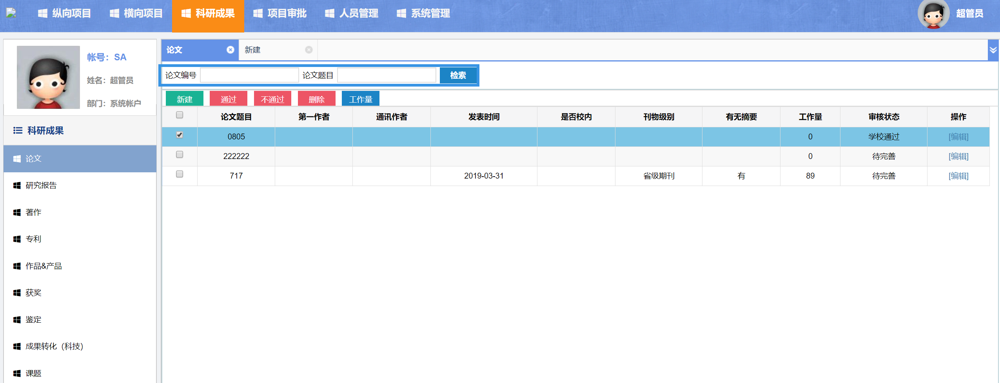 纵向项目 横向项目 科研成果 项目审批 人员管理 系统管理 超管员
帐号：SA
姓名：超管员
部门：系统帐户
科研成果
论文
研究报告
著作
专利
作品&产品
获奖
鉴定
成果转化（科技）
课题
论文 新建
论文编号 论文题目 检索
新建 通过 不通过 删除 工作量
论文题目 第一作者 通讯作者 发表时间 是否校内 刊物级别 有无摘要 工作量 审核状态 操作
0805 0 学校通过 [编辑]
222222 0 待完善 [编辑]
717 2019-03-31 省级期刊 有 89 待完善 [编辑]